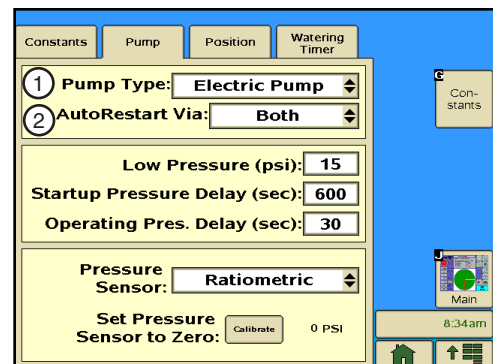 Constants
Pump
Position
Watering
Timer
1 Pump Type: Electric Pump
2 AutoRestart Via: Both
Low Pressure (psi): 15
Startup Pressure Delay (sec): 600
Operating Pres. Delay (sec): 30
Pressure
Sensor: Ratiometric
Set Pressure
Sensor to Zero: Calibrate 0 PSI
G
Con-
stants
J
Main
8:34am